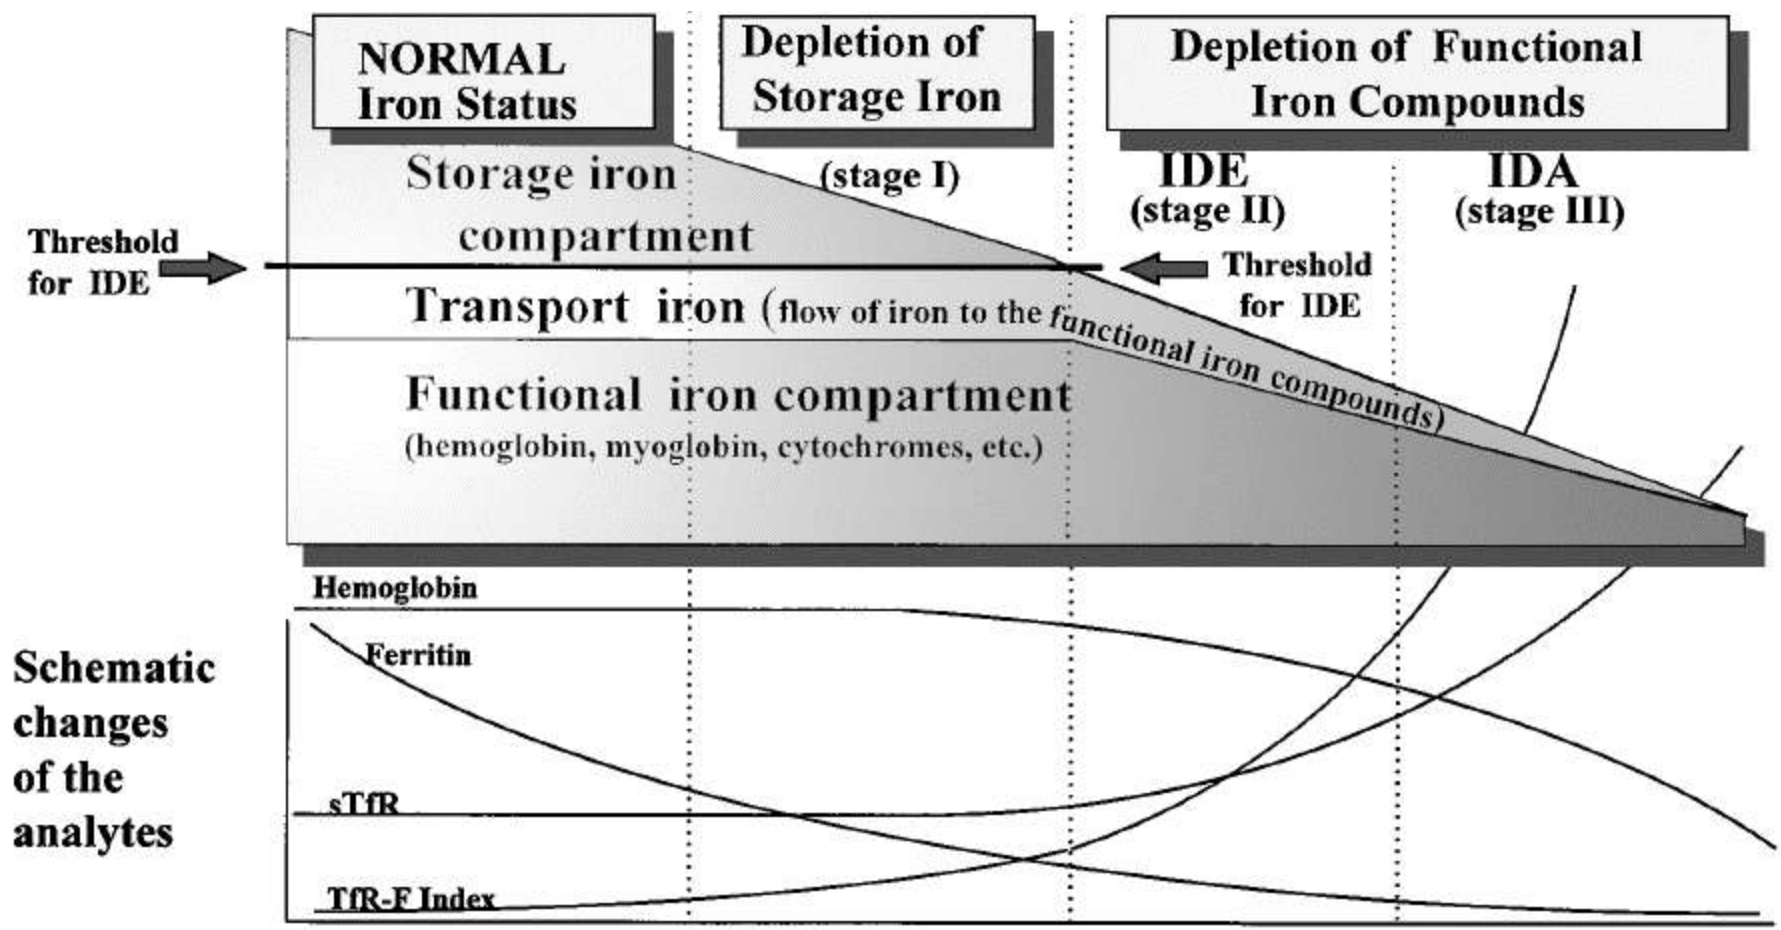 NORMAL
Iron Status
Depletion of
Storage Iron
Depletion of Functional
Iron Compounds
Storage iron
compartment
(stage I)
IDE
(stage II)
IDA
(stage III)
Threshold
for IDE
Threshold
for IDE
Transport iron (flow of iron to the functional iron compounds)
Functional iron compartment
(hemoglobin, myoglobin, cytochromes, etc.)
Hemoglobin
Ferritin
sTfR
TfR-F Index
Schematic
changes
of the
analytes